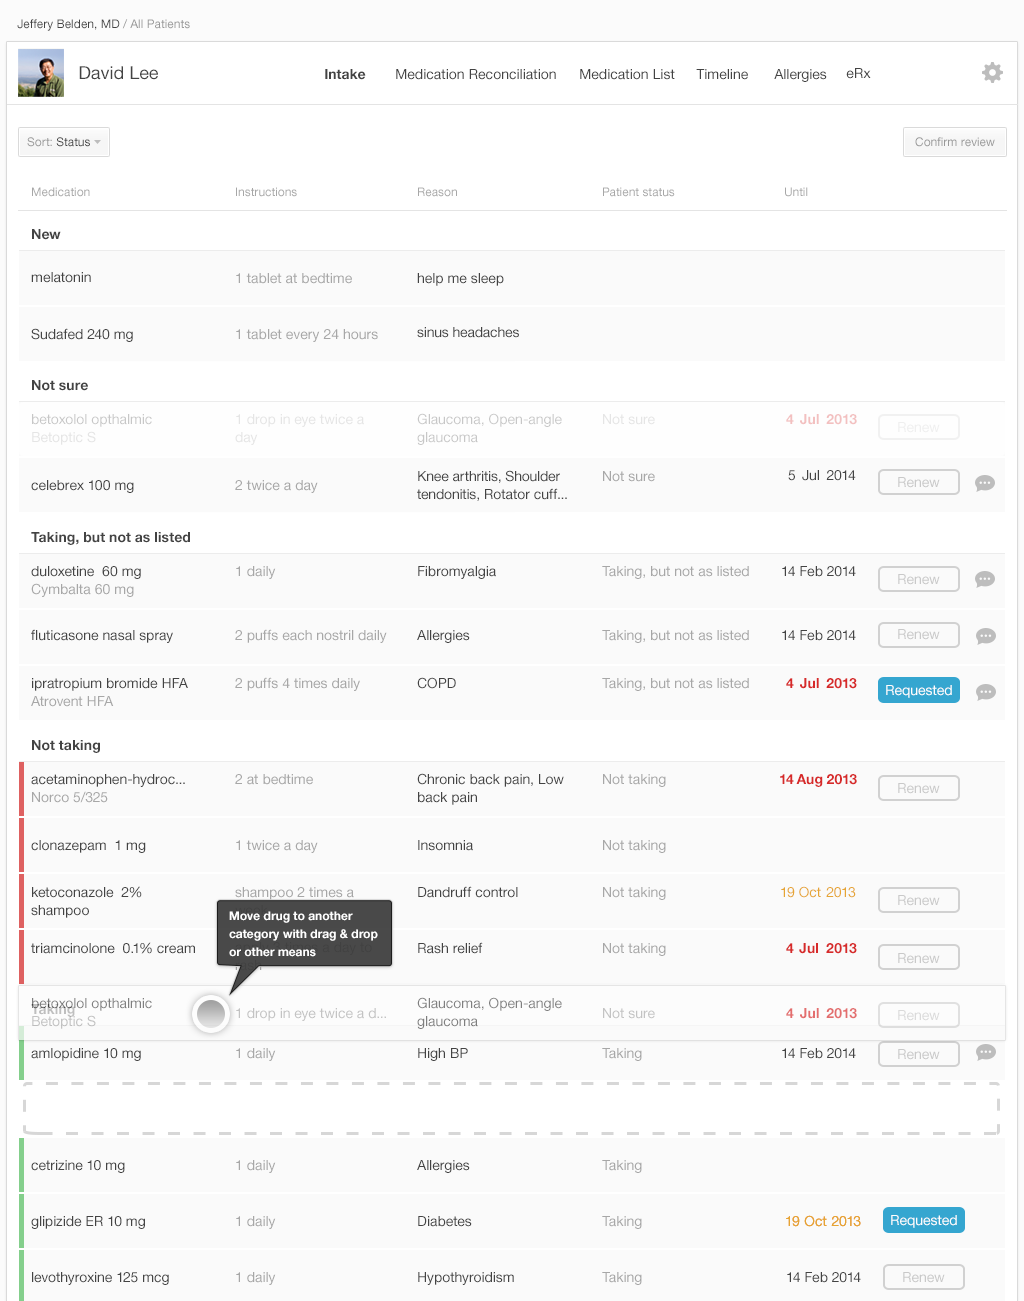 Jeffery Belden, MD / All Patients
David Lee
Intake Medication Reconciliation Medication List Timeline Allergies eRx
Sort: Status
Confirm review
Medication Instructions Reason Patient status Until
New
melatonin 1 tablet at bedtime help me sleep
Sudafed 240 mg 1 tablet every 24 hours sinus headaches
Not sure
betoxolol opthalmic 1 drop in eye twice a Glaucoma, Open-angle Not sure 4 Jul 2013 Renew
Betoptic S day glaucoma
celebrex 100 mg 2 twice a day Knee arthritis, Shoulder Not sure 5 Jul 2014 Renew
tendonitis, Rotator cuff...
Taking, but not as listed
duloxetine 60 mg 1 daily Fibromyalgia Taking, but not as listed 14 Feb 2014 Renew
Cymbalta 60 mg
fluticasone nasal spray 2 puffs each nostril daily Allergies Taking, but not as listed 14 Feb 2014 Renew
ipratropium bromide HFA 2 puffs 4 times daily COPD Taking, but not as listed 4 Jul 2013 Requested
Atrovent HFA
Not taking
acetaminophen-hydroc... 2 at bedtime Chronic back pain, Low Not taking 14 Aug 2013 Renew
Norco 5/325 back pain
clonazepam 1 mg 1 twice a day Insomnia Not taking
ketoconazole 2% shampoo 2 times a Dandruff control Not taking 19 Oct 2013 Renew
shampoo
Move drug to another
category with drag & drop
or other means
triamcinolone 0.1% cream Rash relief Not taking 4 Jul 2013 Renew
betoxolol opthalmic 1 drop in eye twice a d... Glaucoma, Open-angle Not sure 4 Jul 2013 Renew
Taking
Betoptic S glaucoma
amlopidine 10 mg 1 daily High BP Taking 14 Feb 2014 Renew
cetrizine 10 mg 1 daily Allergies Taking
glipizide ER 10 mg 1 daily Diabetes Taking 19 Oct 2013 Requested
levothyroxine 125 mcg 1 daily Hypothyroidism Taking 14 Feb 2014 Renew